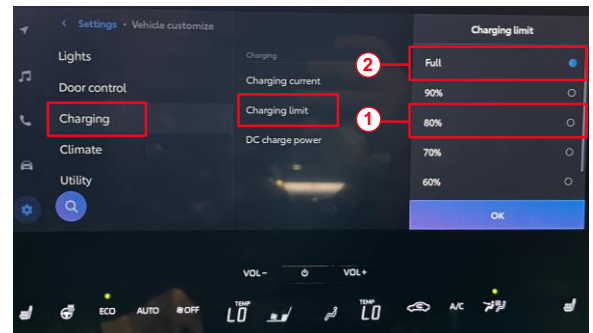 Settings • Vehicle customize
Lights
Door control
Charging
Climate
Utility
Charging
Charging current
Charging limit
DC charge power
Charging limit
2
Full
90%
1
80%
70%
60%
OK
VOL- VOL+
ECO AUTO OFF TEMP LO TEMP LO A/C